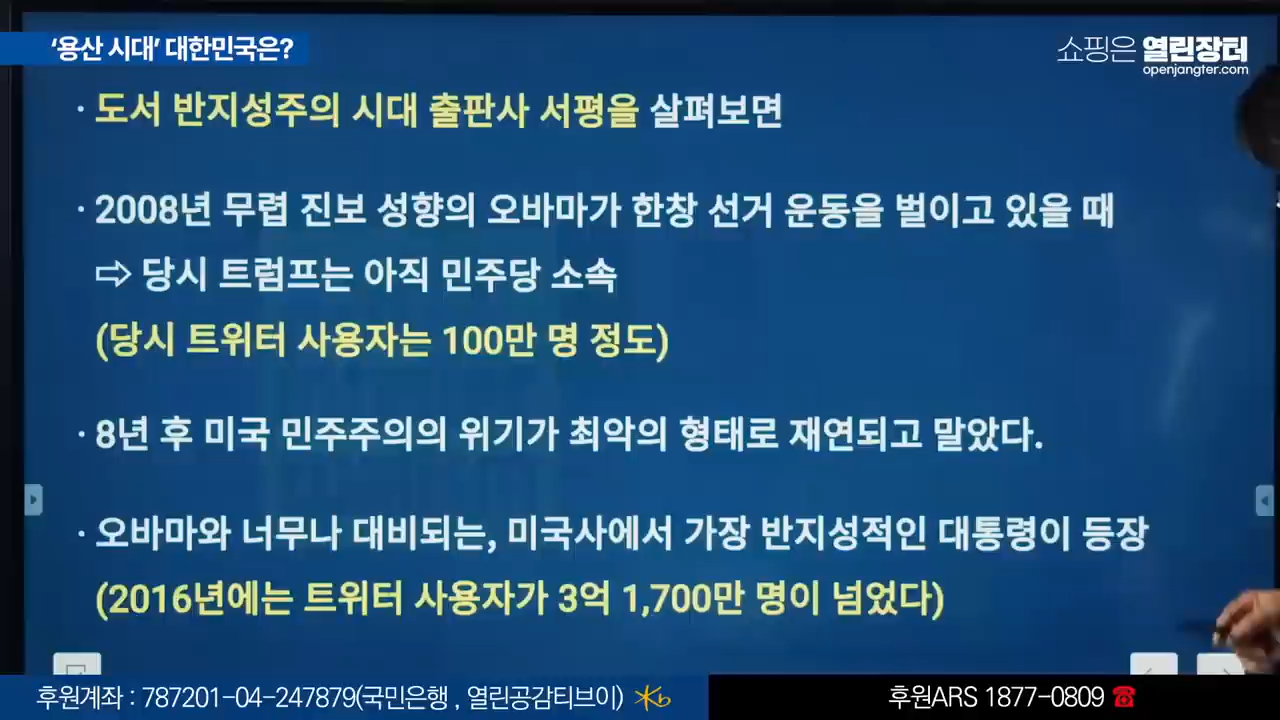 ‘용산 시대’ 대한민국은?
쇼핑은 열린장터
openjangter.com
· 도서 반지성주의 시대 출판사 서평을 살펴보면
· 2008년 무렵 진보 성향의 오바마가 한창 선거 운동을 벌이고 있을 때
⇨ 당시 트럼프는 아직 민주당 소속
(당시 트위터 사용자는 100만 명 정도)
· 8년 후 미국 민주주의의 위기가 최악의 형태로 재연되고 말았다.
· 오바마와 너무나 대비되는, 미국사에서 가장 반지성적인 대통령이 등장
(2016년에는 트위터 사용자가 3억 1,700만 명이 넘었다)
후원계좌 : 787201-04-247879(국민은행 , 열린공감티브이)
후원ARS 1877-0809